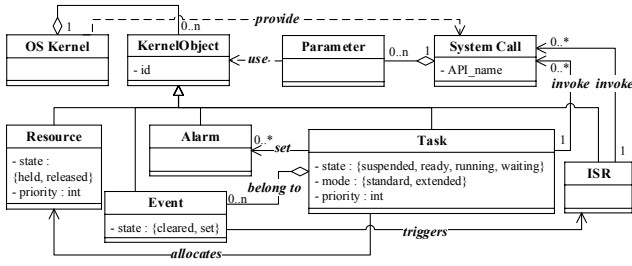 provide
1
0..n
OS Kernel
KernelObject
- id
use
Parameter
0..n
1
System Call
- API_name
0..*
0..*
invoke
invoke
Resource
- state :
{held, released}
- priority : int
Alarm
0..*
set
Task
- state : {suspended, ready, running, waiting}
- mode : {standard, extended}
- priority : int
1
1
ISR
belong to
0..n
Event
- state : {cleared, set}
triggers
allocates